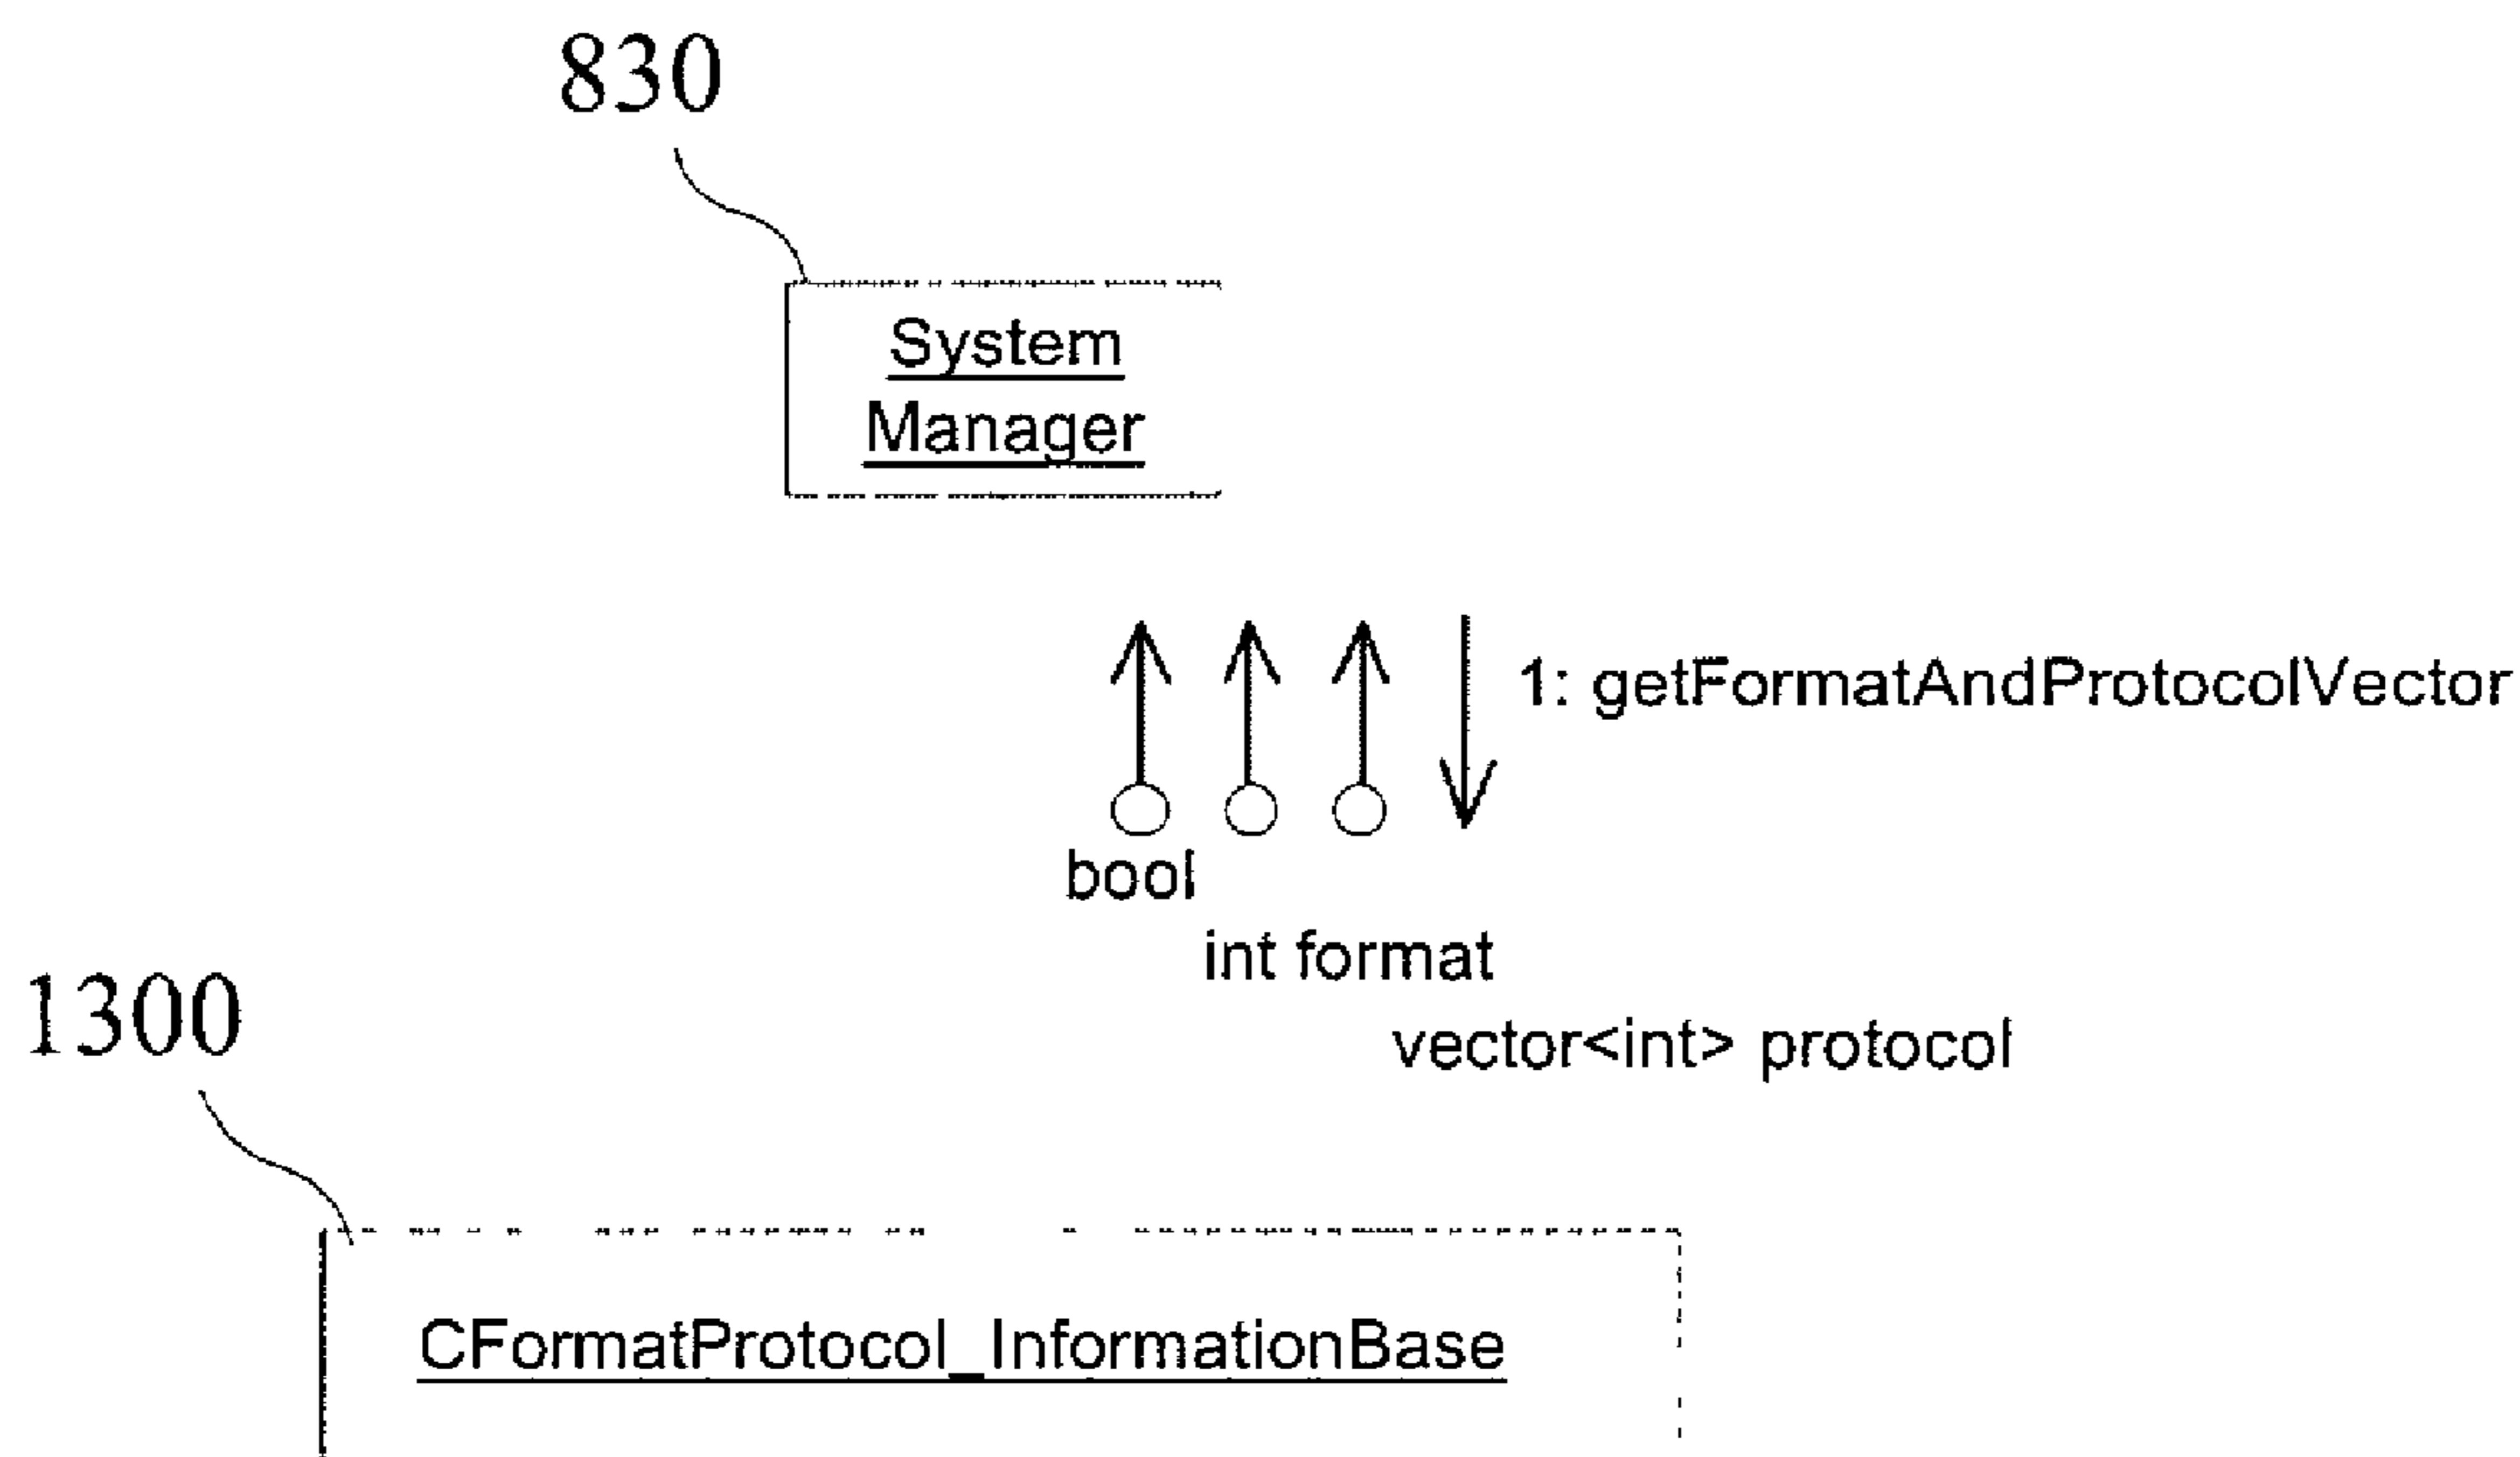 830
System
Manager
1: getFormatAndProtocolVector
bool
int format
vector<int> protocol
1300
CFormatProtocol_InformationBase